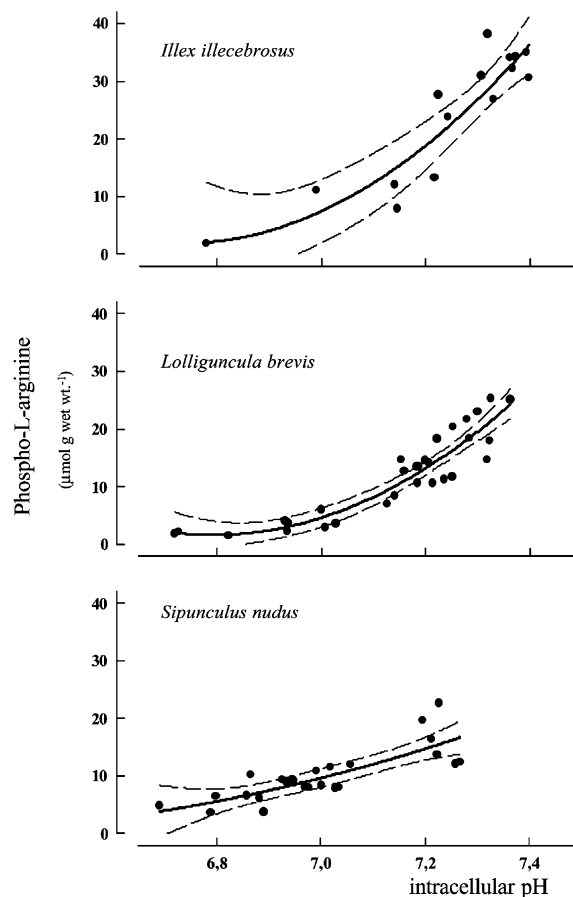 40
Illex illecebrosus
30
20
10
0
40
Lolliguncula brevis
30
20
10
0
Phospho-L-arginine
(μmol g wet wt.⁻¹)
40
Sipunculus nudus
30
20
10
0
6,8 7,0 7,2 7,4
intracellular pH